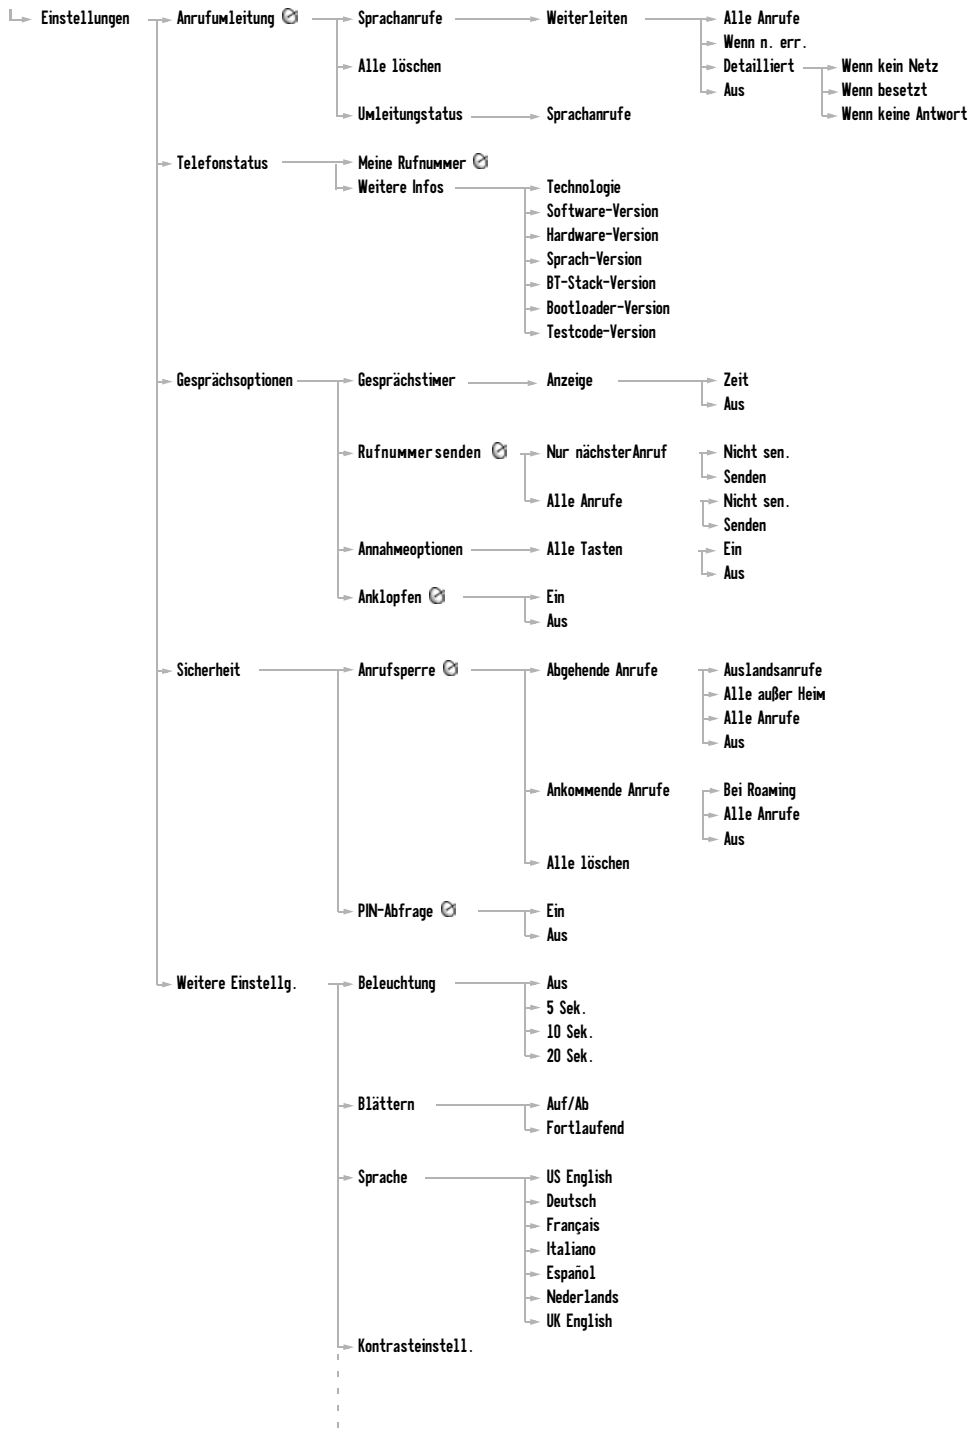 Einstellungen Anrufumleitung Sprachanrufe Weiterleiten Alle Anrufe
Wenn n. err.
Alle löschen Detailliert Wenn kein Netz
Aus Wenn besetzt
Umleitungstatus Sprachanrufe Wenn keine Antwort
Telefonstatus Meine Rufnummer
Weitere Infos Technologie
Software-Version
Hardware-Version
Sprach-Version
BT-Stack-Version
Bootloader-Version
Testcode-Version
Gesprächsoptionen Gesprächstimer Anzeige Zeit
Aus
Rufnummer senden Nur nächster Anruf Nicht sen.
Senden
Alle Anrufe Nicht sen.
Senden
Annahmeoptionen Alle Tasten Ein
Aus
Anklopfen Ein
Aus
Sicherheit Anrufsperre Abgehende Anrufe Auslandsanrufe
Alle außer Heim
Alle Anrufe
Aus
Ankommende Anrufe Bei Roaming
Alle Anrufe
Aus
Alle löschen
PIN-Abfrage Ein
Aus
Weitere Einstellg. Beleuchtung Aus
5 Sek.
10 Sek.
20 Sek.
Blättern Auf/Ab
Fortlaufend
Sprache US English
Deutsch
Français
Italiano
Español
Nederlands
UK English
Kontrasteinstell.